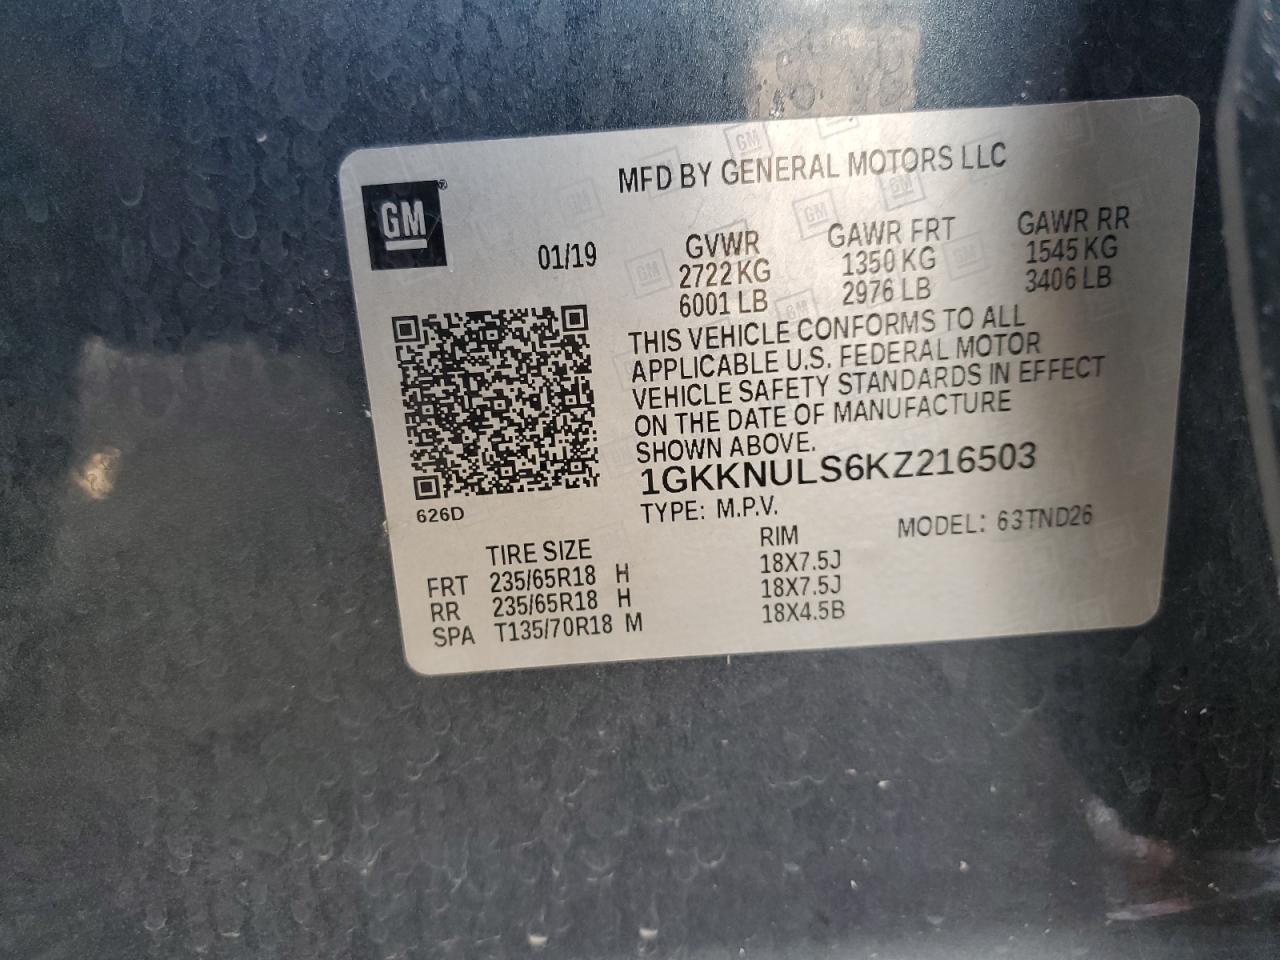 GM®
MFD BY GENERAL MOTORS LLC
01/19
GVWR GAWR FRT GAWR RR
2722 KG 1350 KG 1545 KG
6001 LB 2976 LB 3406 LB
THIS VEHICLE CONFORMS TO ALL
APPLICABLE U.S. FEDERAL MOTOR
VEHICLE SAFETY STANDARDS IN EFFECT
ON THE DATE OF MANUFACTURE
SHOWN ABOVE.
1GKKNULS6KZ216503
626D
TYPE: M.P.V.
MODEL: 63TND26
TIRE SIZE RIM
FRT 235/65R18 H 18X7.5J
RR 235/65R18 H 18X7.5J
SPA T135/70R18 M 18X4.5B